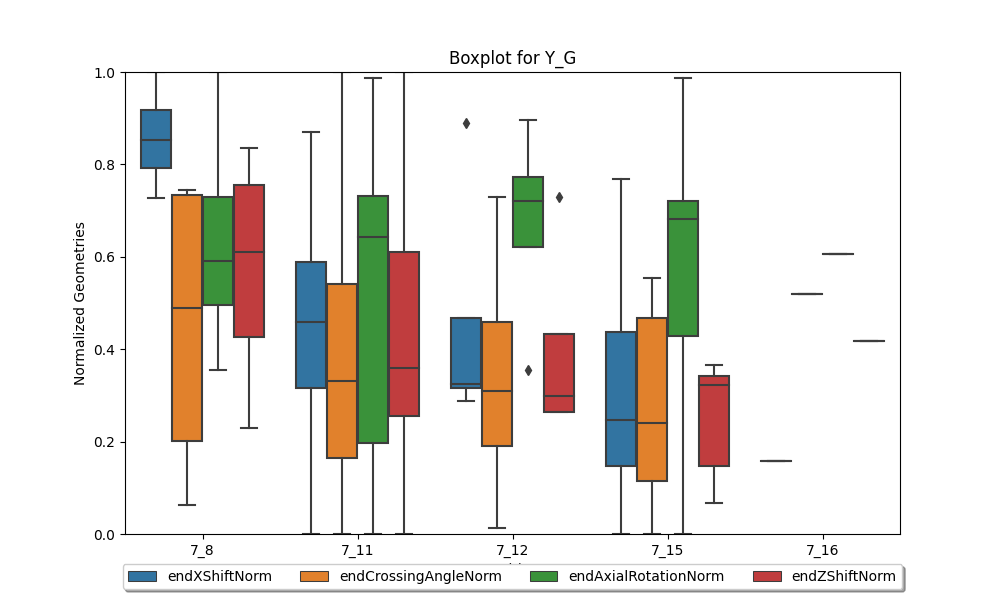 Boxplot for Y_G
Normalized Geometries
1.0
0.8
0.6
0.4
0.2
0.0
7_8 7_11 7_12 7_15 7_16
endXShiftNorm endCrossingAngleNorm endAxialRotationNorm endZShiftNorm